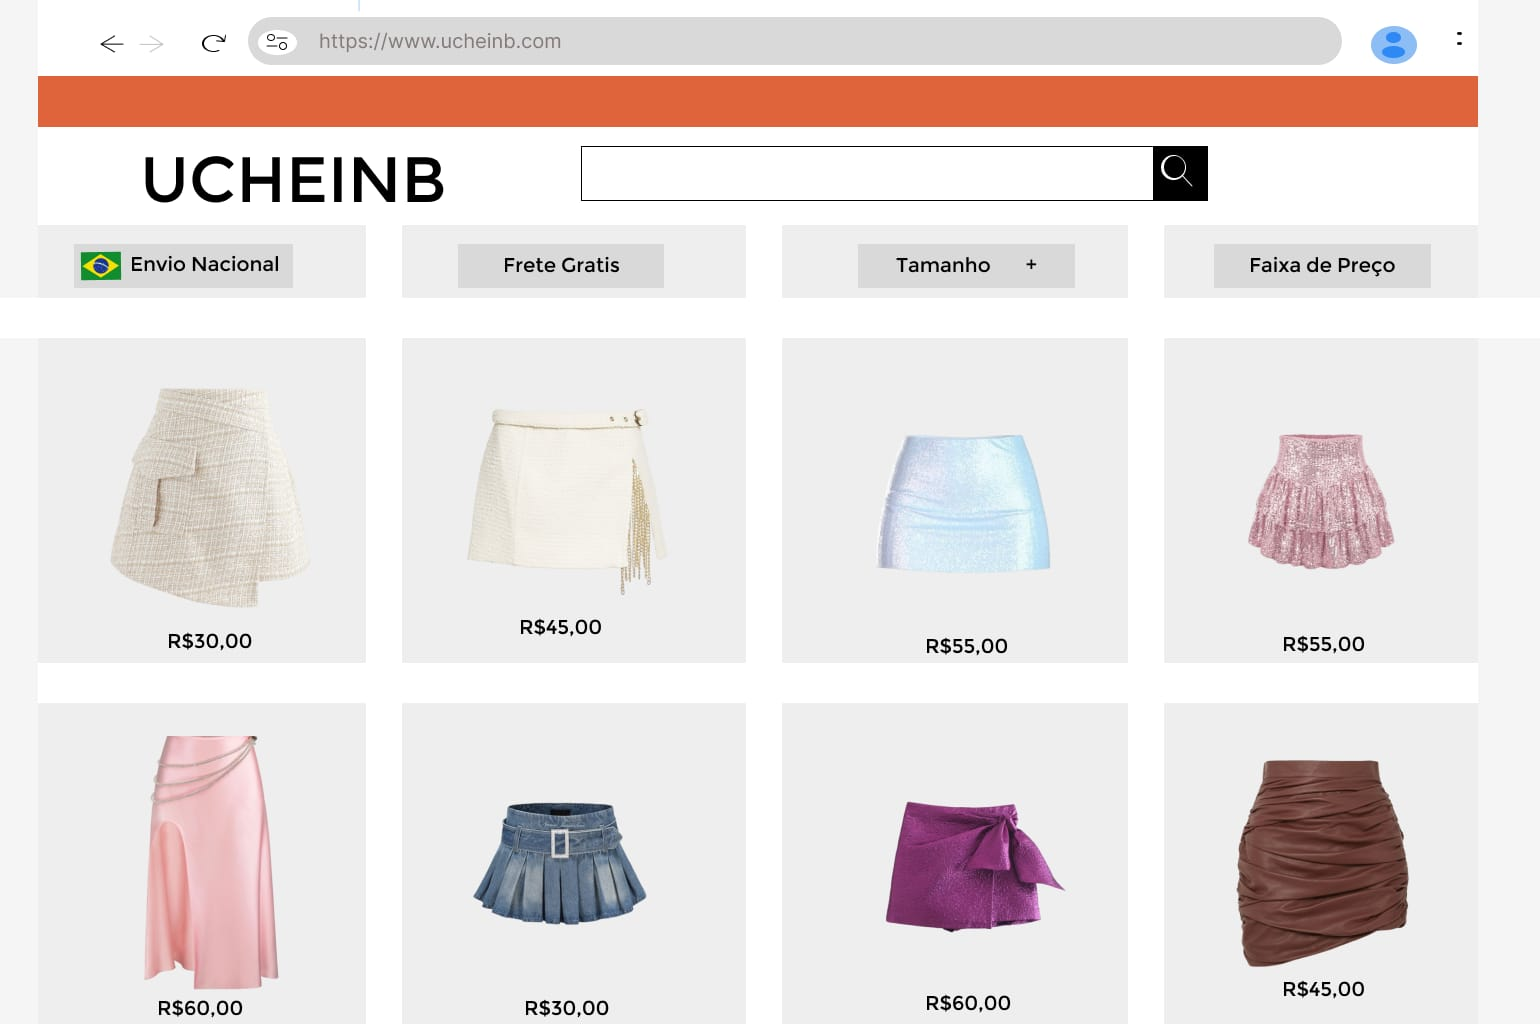 https://www.ucheinb.com
UCHEINB
Envio Nacional
Frete Gratis
Tamanho +
Faixa de Preço
R$30,00
R$45,00
R$55,00
R$55,00
R$60,00
R$30,00
R$60,00
R$45,00